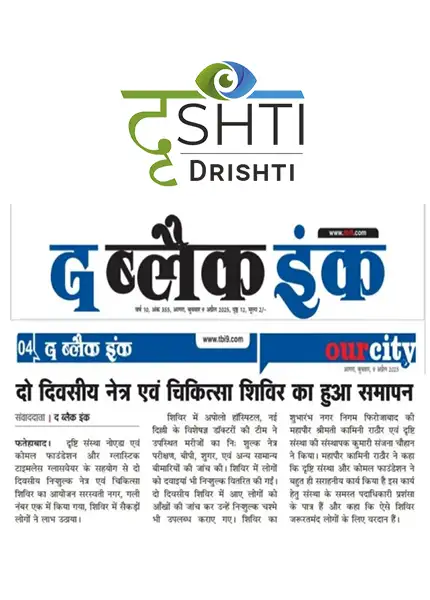 दृSHTI
DRISHTI
www.tbi9.com
द ब्लैक इंक
वर्ष 10, अंक 353, आगरा, बुधवार 9 अप्रैल 2025, पृष्ठ 12, मूल्य 2/-
04 द ब्लैक इंक
www.tbi9.com
ourcity
आगरा, बुधवार, 9 अप्रैल 2025
दो दिवसीय नेत्र एवं चिकित्सा शिविर का हुआ समापन
संवाददाता | द ब्लैक इंक
फतेहाबाद। दृष्टि संस्था नोएडा एवं
कोमल फाउंडेशन और ग्लास्टिक
टाइमलेस ग्लासवेयर के सहयोग से दो
दिवसीय निःशुल्क नेत्र एवं चिकित्सा
शिविर का आयोजन सरस्वती नगर, गली
नंबर एक में किया गया, शिविर में सैकड़ों
लोगों ने लाभ उठाया।
शिविर में अपोलो हॉस्पिटल, नई
दिल्ली के विशेषज्ञ डॉक्टरों की टीम ने
उपस्थित मरीजों का निः शुल्क नेत्र
परीक्षण, बीपी, शुगर, एवं अन्य सामान्य
बीमारियों की जांच की। शिविर में लोगों
को दवाइयां भी निःशुल्क वितरित की गईं।
दो दिवसीय शिविर में आए लोगों को
आँखों की जांच कर उन्हें निःशुल्क चश्मे
भी उपलब्ध कराए गए। शिविर का
शुभारंभ नगर निगम फिरोजाबाद की
महापौर श्रीमती कामिनी राठौर एवं दृष्टि
संस्था की संस्थापक कुमारी संजना चौहान
ने किया। महापौर कामिनी राठौर ने कहा
कि दृष्टि संस्था और कोमल फाउंडेशन ने
बहुत ही सराहनीय कार्य किया है इस कार्य
हेतु संस्था के समस्त पदाधिकारी प्रशंसा
के पात्र हैं और कहा कि ऐसे शिविर
जरूरतमंद लोगों के लिए वरदान हैं।